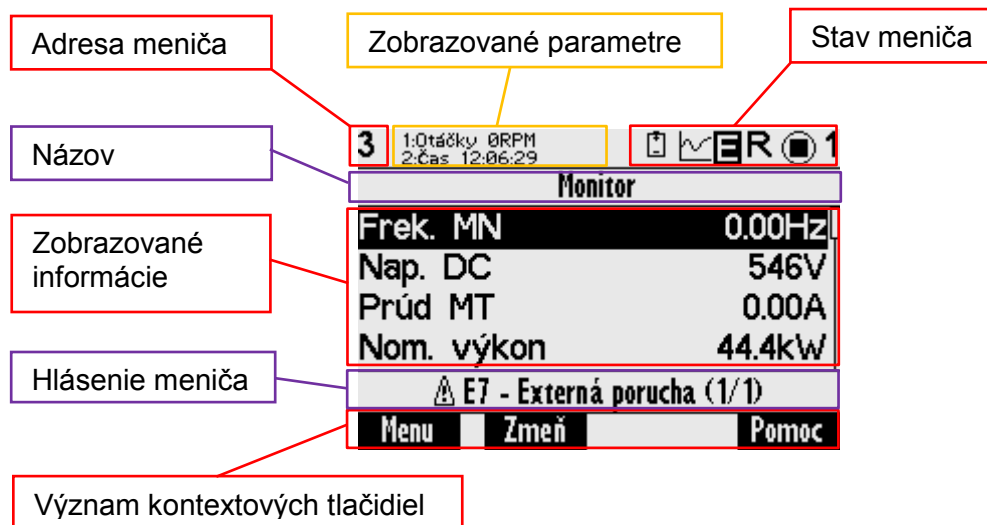 Adresa meniča
Zobrazované parametre
Stav meniča
3
1:Otáčky 0RPM
2:Čas 12:06:29
E R 1
Názov
Monitor
Zobrazované
informácie
Frek. MN 0.00Hz
Nap. DC 546V
Prúd MT 0.00A
Nom. výkon 44.4kW
Hlásenie meniča
E7 - Externá porucha (1/1)
Menu Zmeň Pomoc
Význam kontextových tlačidiel